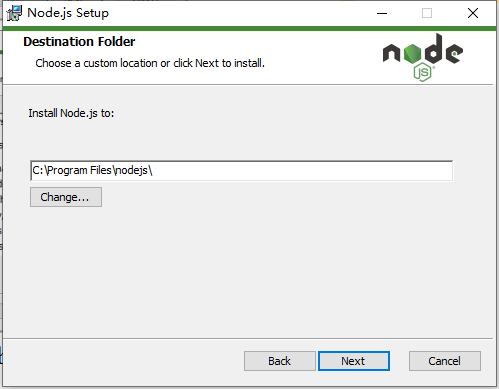 Node.js Setup
Destination Folder
Choose a custom location or click Next to install.
node
JS
Install Node.js to:
C:\Program Files\nodejs\
Change...
Back
Next
Cancel